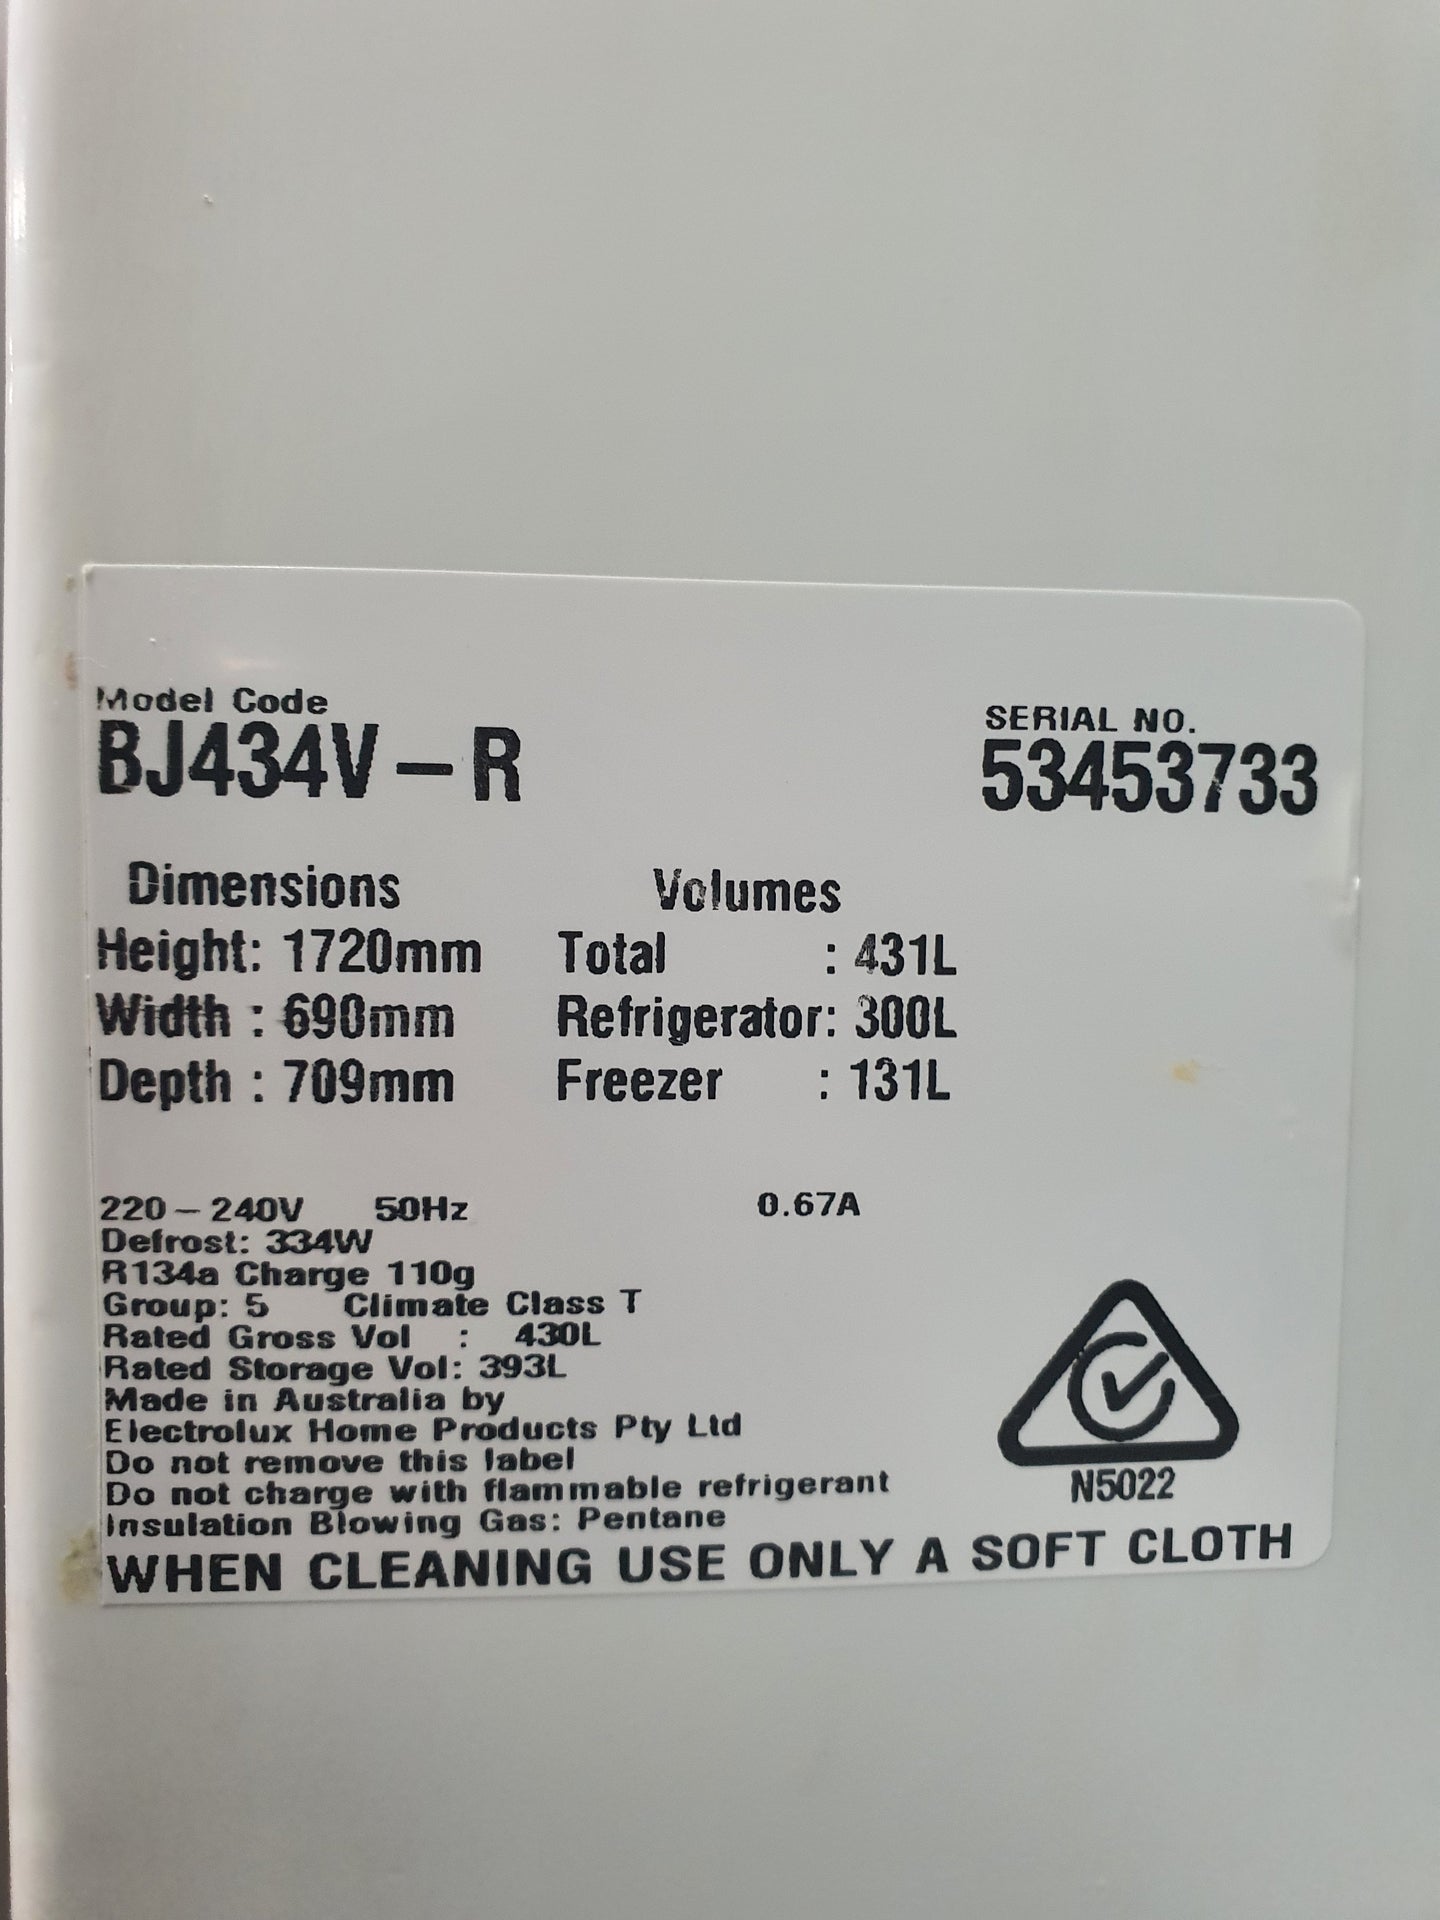 Model Code
BJ434V-R
SERIAL NO.
53453733
Dimensions Volumes
Height: 1720mm Total : 431L
Width : 690mm Refrigerator: 300L
Depth : 709mm Freezer : 131L
220-240V 50Hz 0.67A
Defrost: 334W
R134a Charge 110g
Group: 5 Climate Class T
Rated Gross Vol : 430L
Rated Storage Vol: 393L
Made in Australia by
Electrolux Home Products Pty Ltd
Do not remove this label
Do not charge with flammable refrigerant
Insulation Blowing Gas: Pentane
N5022
WHEN CLEANING USE ONLY A SOFT CLOTH